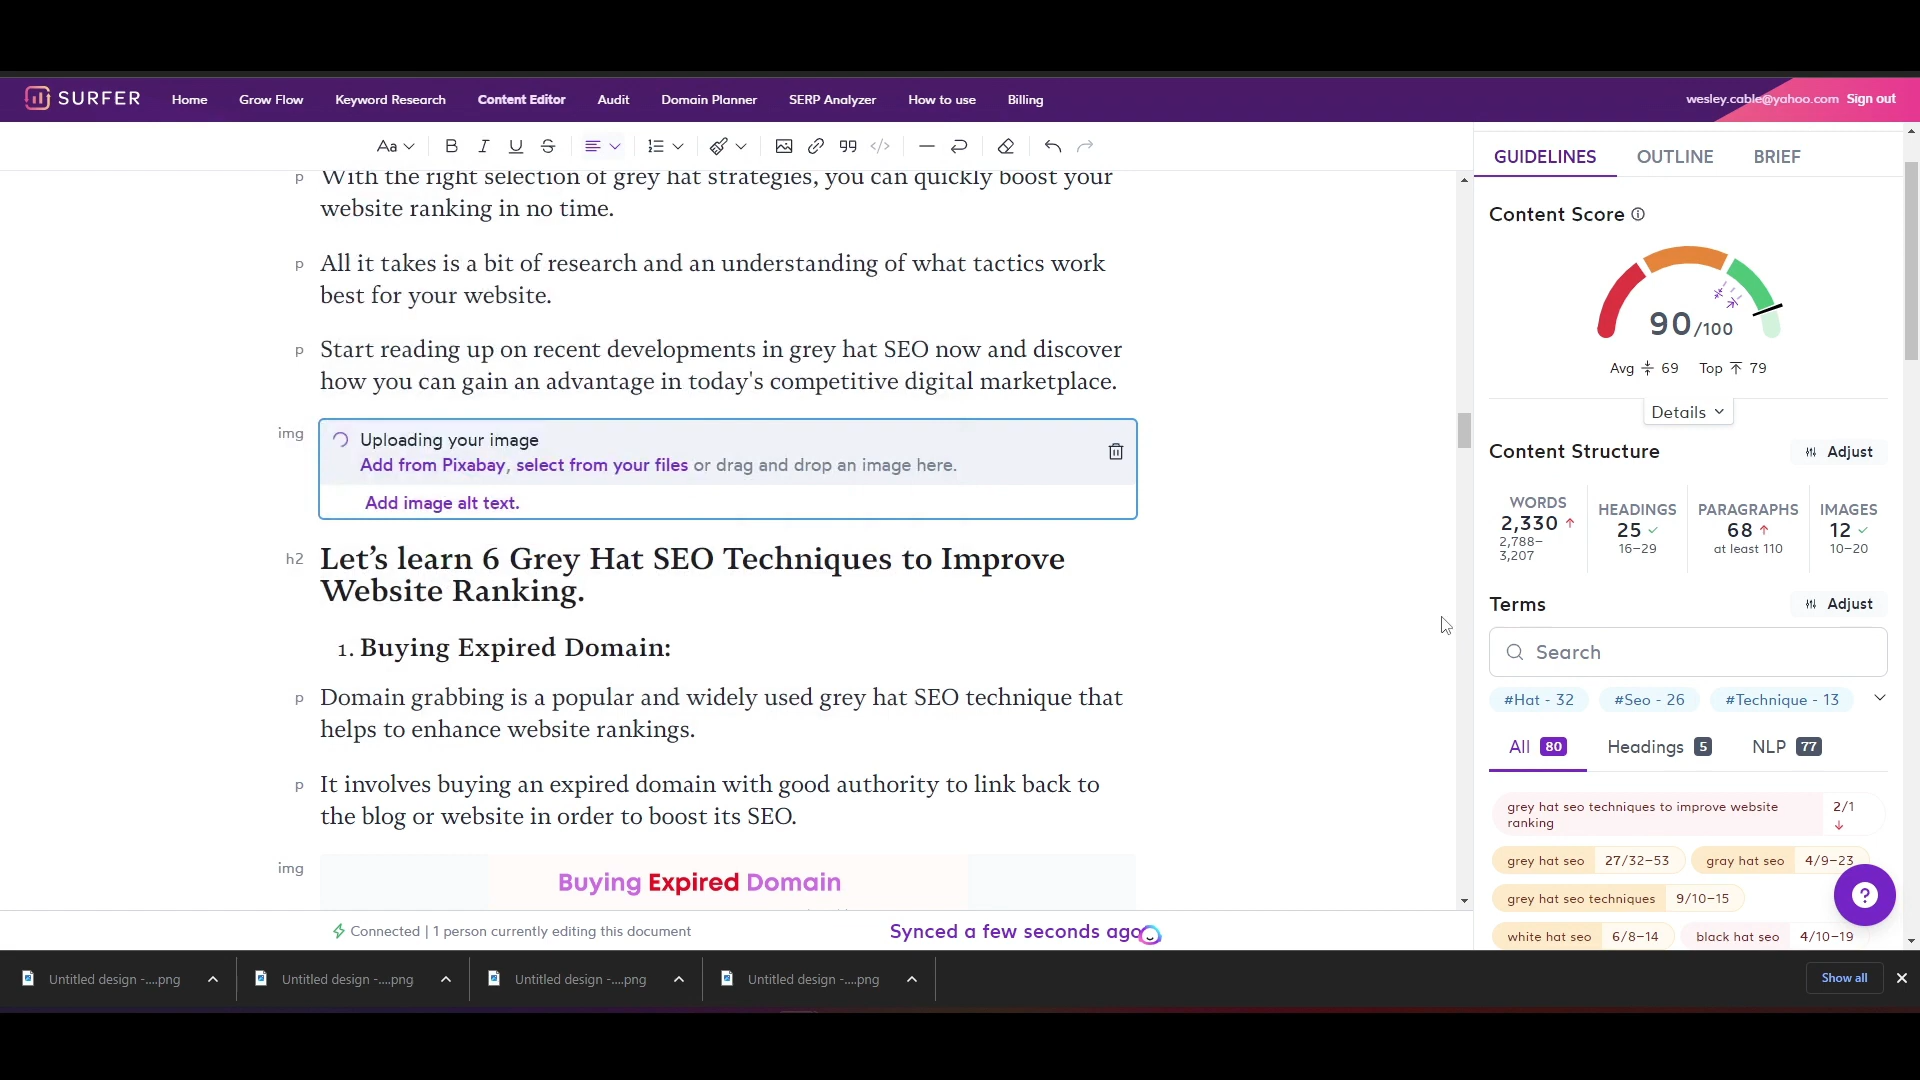 SURFER
Home
Grow Flow
Keyword Research
Content Editor
Audit
Domain Planner
SERP Analyzer
How to use
Billing
wesley.cable@yahoo.com
Sign out
Aa
GUIDELINES
OUTLINE
BRIEF
p
With the right selection of grey hat strategies, you can quickly boost your
website ranking in no time.
p
All it takes is a bit of research and an understanding of what tactics work
best for your website.
p
Start reading up on recent developments in grey hat SEO now and discover
how you can gain an advantage in today's competitive digital marketplace.
img
Uploading your image
Add from Pixabay, select from your files or drag and drop an image here.
Add image alt text.
h2
Let’s learn 6 Grey Hat SEO Techniques to Improve
Website Ranking.
1. Buying Expired Domain:
p
Domain grabbing is a popular and widely used grey hat SEO technique that
helps to enhance website rankings.
p
It involves buying an expired domain with good authority to link back to
the blog or website in order to boost its SEO.
img
Buying Expired Domain
Connected | 1 person currently editing this document
Synced a few seconds ago
Content Score
90/100
Avg 69 Top 79
Details
Content Structure
Adjust
WORDS
2,330
2,788–
3,207
HEADINGS
25
16–29
PARAGRAPHS
68
at least 110
IMAGES
12
10–20
Terms
Adjust
Search
#Hat - 32
#Seo - 26
#Technique - 13
All 80
Headings 5
NLP 77
grey hat seo techniques to improve website
ranking
2/1
grey hat seo 27/32–53
gray hat seo 4/9–23
grey hat seo techniques 9/10–15
white hat seo 6/8–14
black hat seo 4/10–19
?
Untitled design -....png
Untitled design -....png
Untitled design -....png
Untitled design -....png
Show all